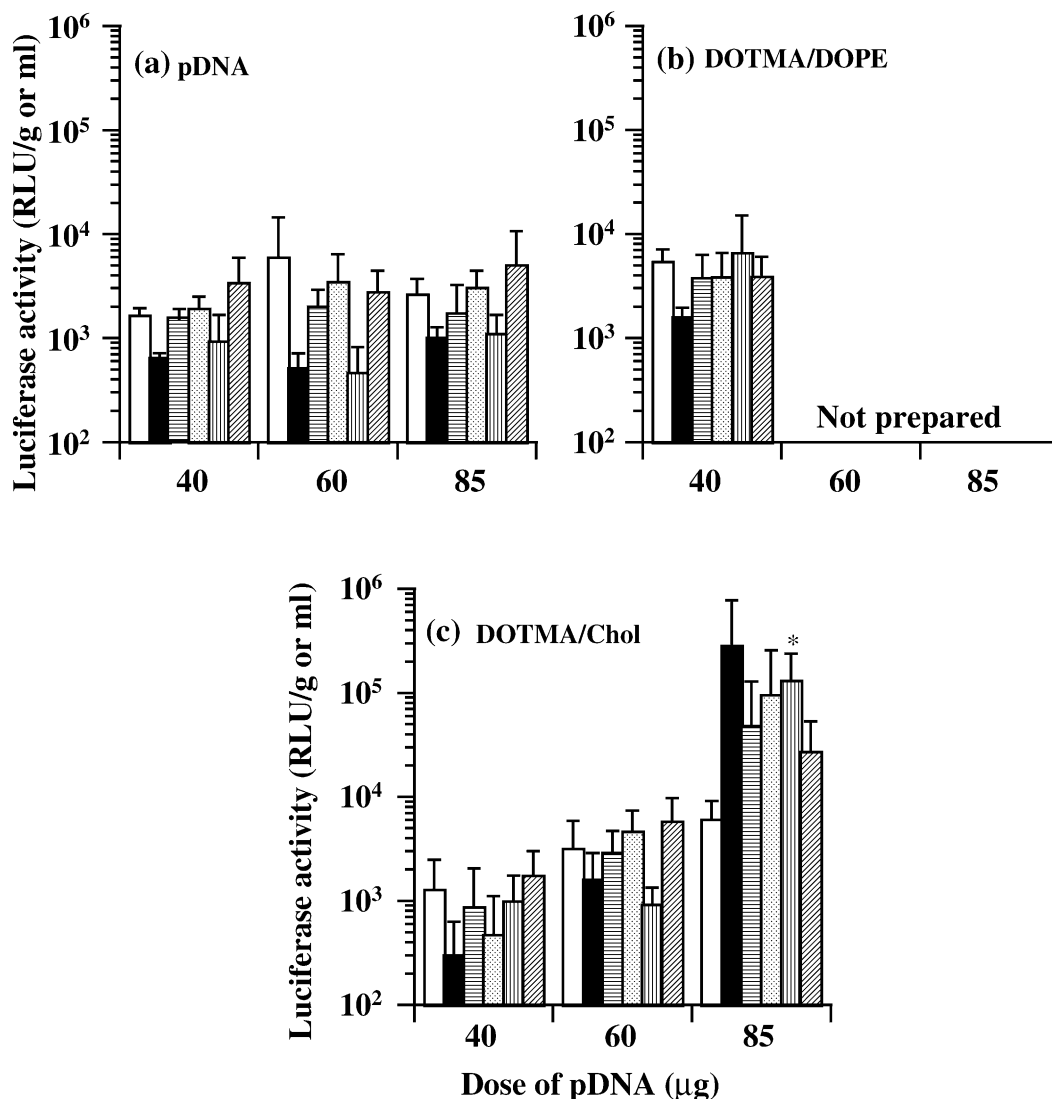 (a) pDNA
Luciferase activity (RLU/g or ml)
10⁶
10⁵
10⁴
10³
10²
40 60 85
(b) DOTMA/DOPE
10⁶
10⁵
10⁴
10³
10²
Not prepared
40 60 85
(c) DOTMA/Chol
Luciferase activity (RLU/g or ml)
10⁶
10⁵
10⁴
10³
10²
*
40 60 85
Dose of pDNA (μg)